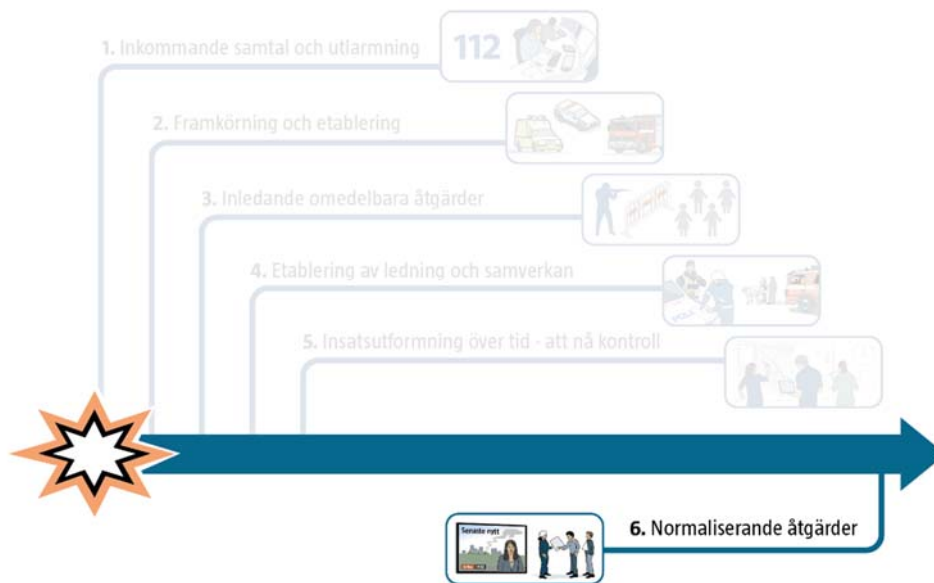 1. Inkommande samtal och utlarmning
112
2. Framkörning och etablering
3. Inledande omedelbara åtgärder
4. Etablering av ledning och samverkan
POLI
5. Insatsutformning över tid - att nå kontroll
6. Normaliserande åtgärder
Senaste nytt